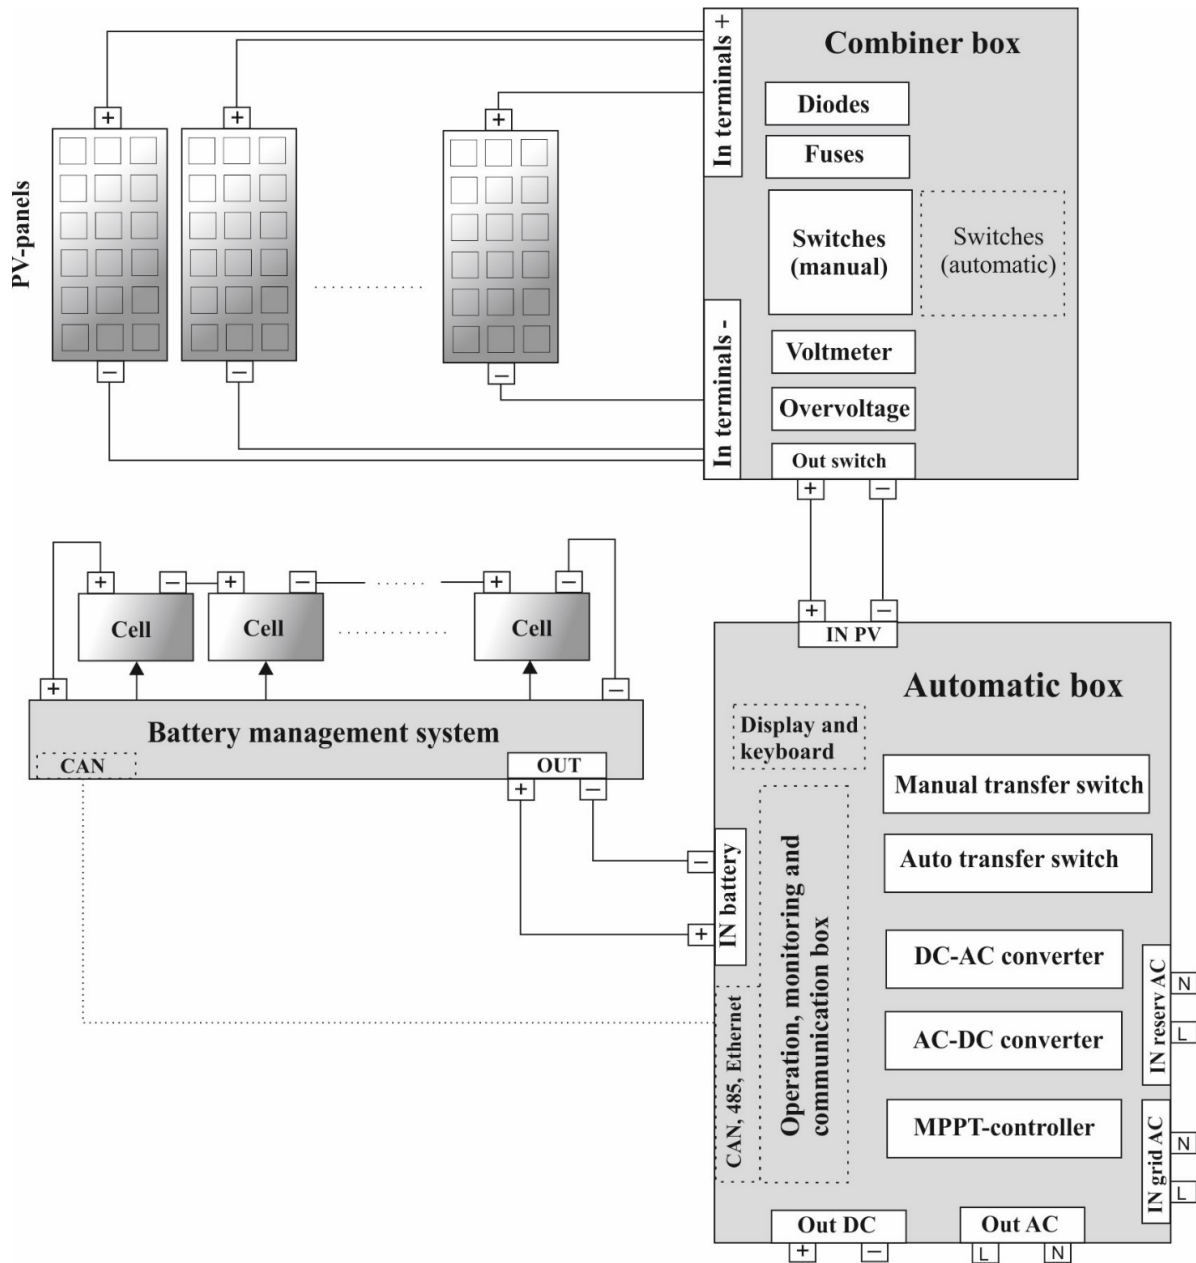 In terminals +
Combiner box
+
+
+
Diodes
Fuses
PV-panels
Switches
(manual)
Switches
(automatic)
In terminals -
Voltmeter
Overvoltage
Out switch
−
−
−
+
−
+
−
+
−
+
−
Cell
Cell
Cell
+
−
Battery management system
CAN
OUT
+
−
+
−
IN PV
Automatic box
Display and
keyboard
Manual transfer switch
Auto transfer switch
−
+
IN battery
Operation, monitoring and
communication box
CAN, 485, Ethernet
DC-AC converter
AC-DC converter
MPPT-controller
IN reserv AC
N
L
IN grid AC
N
L
Out DC
Out AC
+
−
L
N